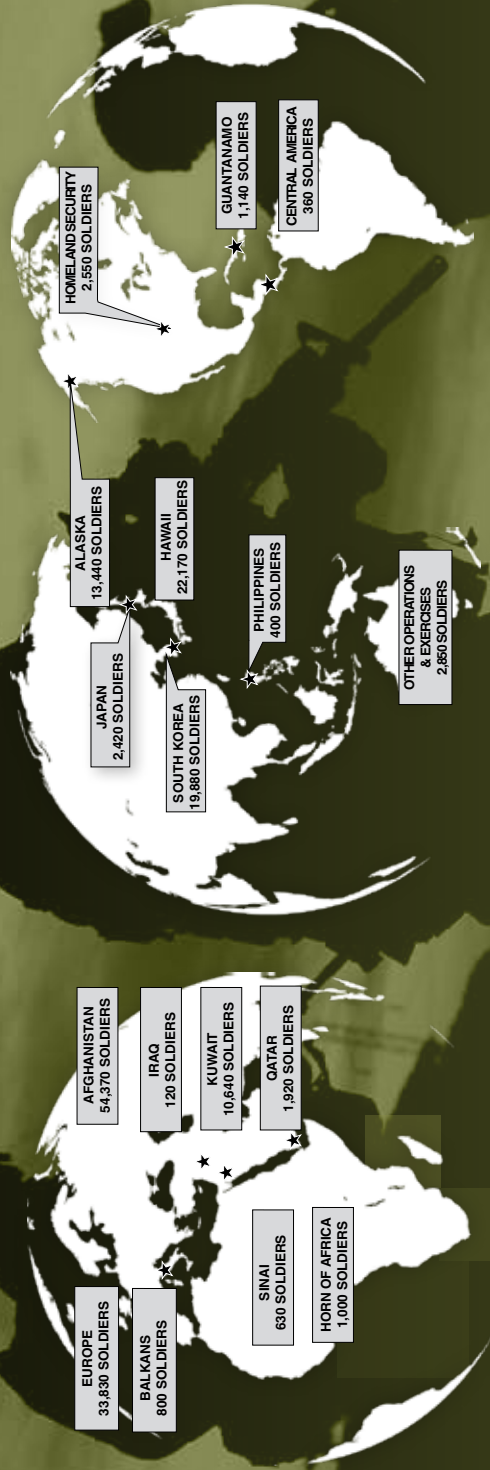 EUROPE
33,830 SOLDIERS
BALKANS
800 SOLDIERS
SINAI
630 SOLDIERS
HORN OF AFRICA
1,000 SOLDIERS
AFGHANISTAN
54,370 SOLDIERS
IRAQ
120 SOLDIERS
KUWAIT
10,640 SOLDIERS
QATAR
1,920 SOLDIERS
JAPAN
2,420 SOLDIERS
SOUTH KOREA
19,880 SOLDIERS
ALASKA
13,440 SOLDIERS
HAWAII
22,170 SOLDIERS
PHILIPPINES
400 SOLDIERS
OTHER OPERATIONS
& EXERCISES
2,850 SOLDIERS
HOMELAND SECURITY
2,550 SOLDIERS
GUANTANAMO
1,140 SOLDIERS
CENTRAL AMERICA
360 SOLDIERS